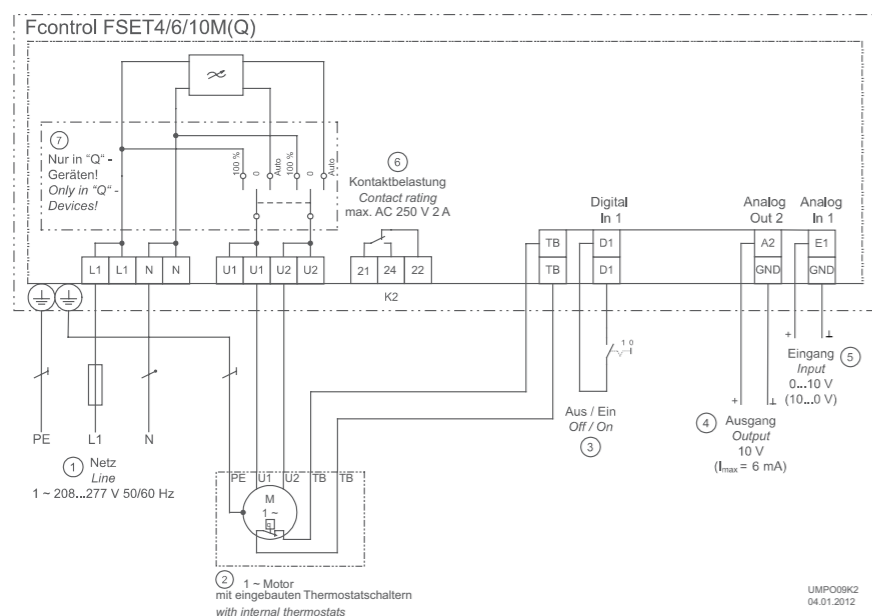 Fcontrol FSET4/6/10M(Q)
7
Nur in "Q" -
Geräten!
Only in "Q" -
Devices!
100 %
0
Auto
100 %
0
Auto
6
Kontaktbelastung
Contact rating
max. AC 250 V 2 A
Digital
In 1
Analog
Out 2
Analog
In 1
TB
D1
A2
E1
L1
L1
N
N
U1
U1
U2
U2
21
24
22
TB
D1
GND
GND
K2
1 0
+
⊥
Eingang
Input
0...10 V
(10...0 V)
5
Aus / Ein
Off / On
3
+
⊥
4
Ausgang
Output
10 V
(Imax = 6 mA)
PE
L1
N
1
Netz
Line
1 ~ 208...277 V 50/60 Hz
PE
U1
U2
TB
TB
M
1 ~
2
1 ~ Motor
mit eingebauten Thermostatschaltern
with internal thermostats
UMPO09K2
04.01.2012